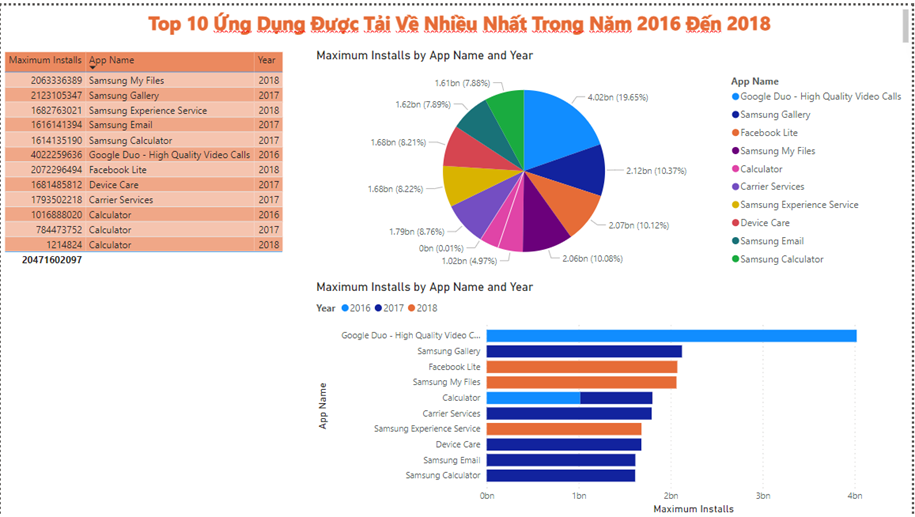 Top 10 Ứng Dụng Được Tải Về Nhiều Nhất Trong Năm 2016 Đến 2018
Maximum Installs App Name Year
2063336389 Samsung My Files 2018
2123105347 Samsung Gallery 2017
1682763021 Samsung Experience Service 2018
1616141394 Samsung Email 2017
1614135190 Samsung Calculator 2017
4022259636 Google Duo - High Quality Video Calls 2016
2072296494 Facebook Lite 2018
1681485812 Device Care 2017
1793502218 Carrier Services 2017
1016888020 Calculator 2016
784473752 Calculator 2017
1214824 Calculator 2018
20471602097
Maximum Installs by App Name and Year
4.02bn (19.65%)
2.12bn (10.37%)
2.07bn (10.12%)
2.06bn (10.08%)
1.02bn (4.97%)
0bn (0.01%)
1.79bn (8.76%)
1.68bn (8.22%)
1.68bn (8.21%)
1.62bn (7.89%)
1.61bn (7.88%)
App Name
Google Duo - High Quality Video Calls
Samsung Gallery
Facebook Lite
Samsung My Files
Calculator
Carrier Services
Samsung Experience Service
Device Care
Samsung Email
Samsung Calculator
Maximum Installs by App Name and Year
Year 2016 2017 2018
App Name
Google Duo - High Quality Video C...
Samsung Gallery
Facebook Lite
Samsung My Files
Calculator
Carrier Services
Samsung Experience Service
Device Care
Samsung Email
Samsung Calculator
0bn 1bn 2bn 3bn 4bn
Maximum Installs